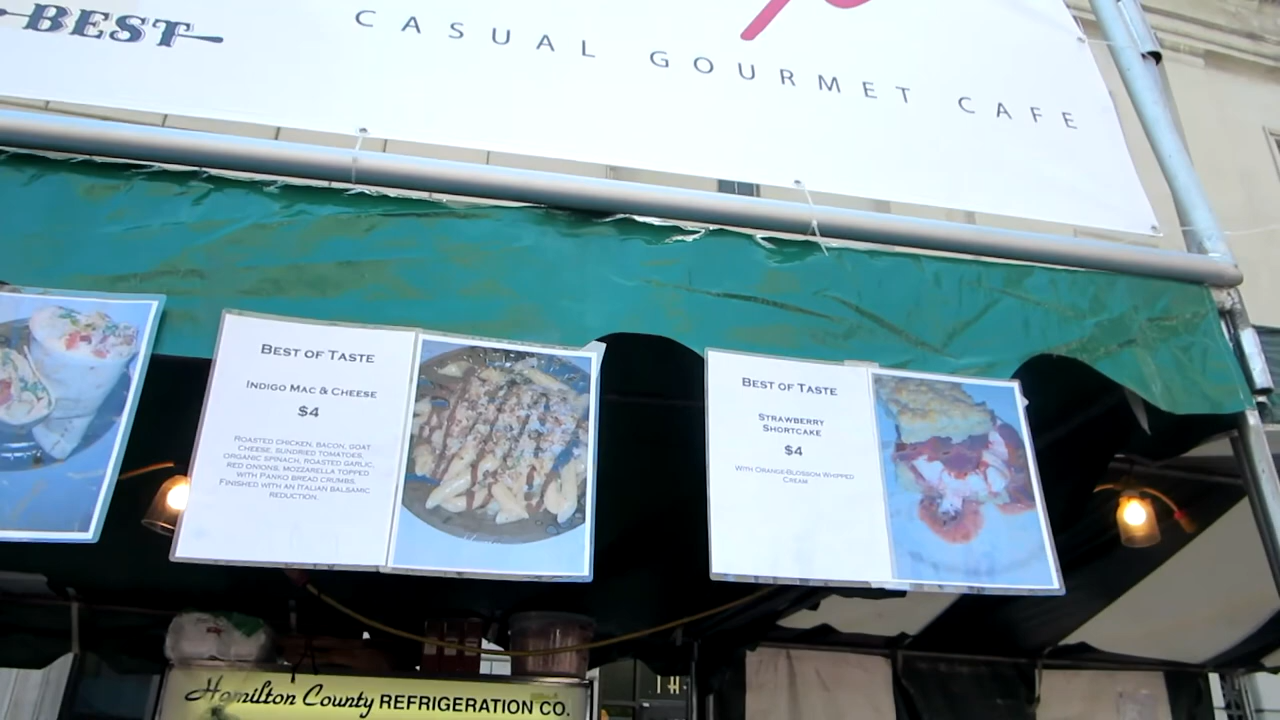 BEST
CASUAL GOURMET CAFE
BEST OF TASTE
INDIGO MAC & CHEESE
$4
ROASTED CHICKEN, BACON, GOAT
CHEESE, SUNDRIED TOMATOES,
ORGANIC SPINACH, ROASTED GARLIC,
RED ONIONS, MOZZARELLA TOPPED
WITH PANKO BREAD CRUMBS.
FINISHED WITH AN ITALIAN BALSAMIC
REDUCTION.
BEST OF TASTE
STRAWBERRY
SHORTCAKE
$4
WITH ORANGE-BLOSSOM WHIPPED
CREAM
Hamilton County REFRIGERATION CO.